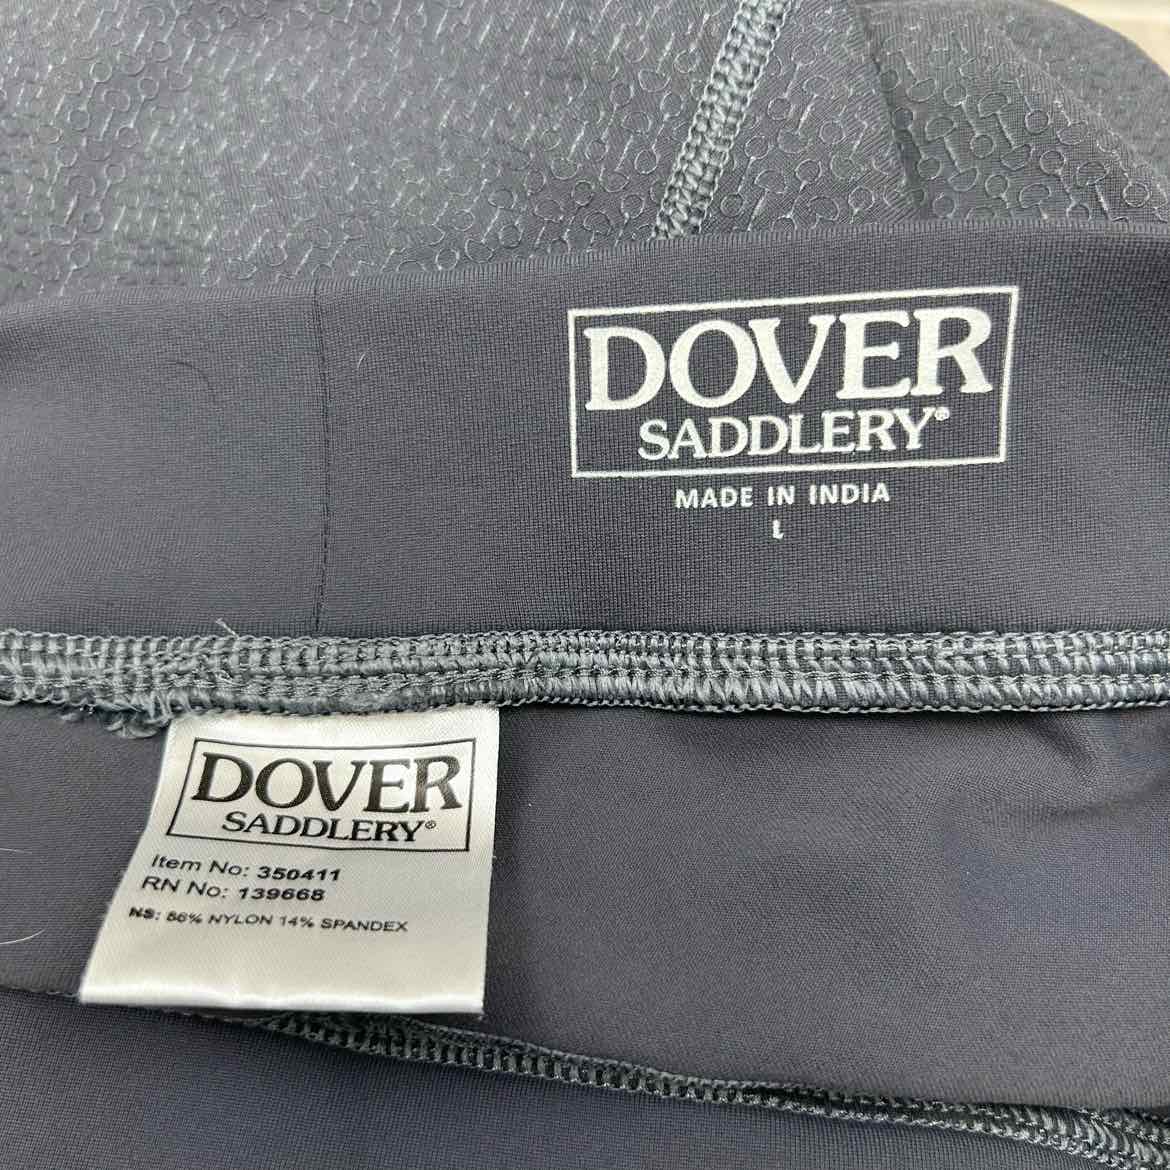 DOVER
SADDLERY®
MADE IN INDIA
L
DOVER
SADDLERY®
Item No: 350411
RN No: 139668
NS: 86% NYLON 14% SPANDEX